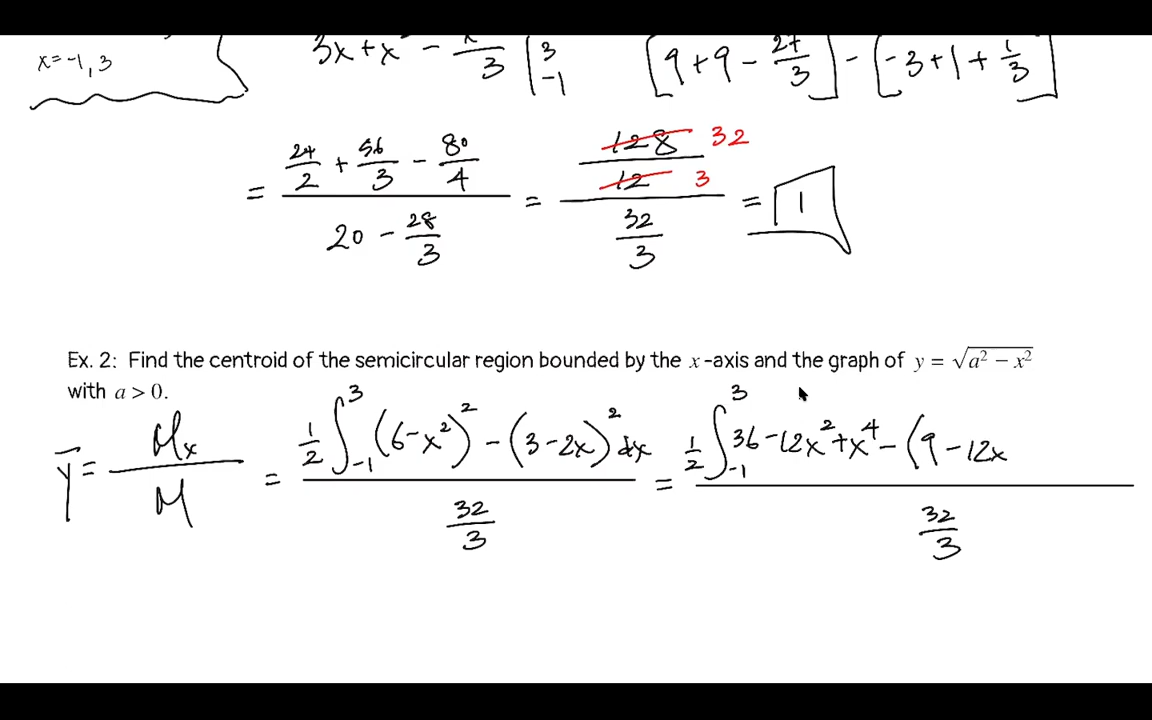 x = -1, 3
3x + x² - x³/3 |₋₁³ [9 + 9 - 27/3] - [-3 + 1 + 1/3]
= (24/2 + 56/3 - 80/4)/(20 - 28/3) = (128/12)/(32/3) 32 3 = 1
Ex. 2: Find the centroid of the semicircular region bounded by the x-axis and the graph of y = √(a² − x²)
with a > 0.
ȳ = Mx/M = (1/2 ∫₋₁³ (6-x²)² - (3-2x)² dx)/(32/3) = (1/2 ∫₋₁³ 36 - 12x² + x⁴ - (9 - 12x)/(32/3)